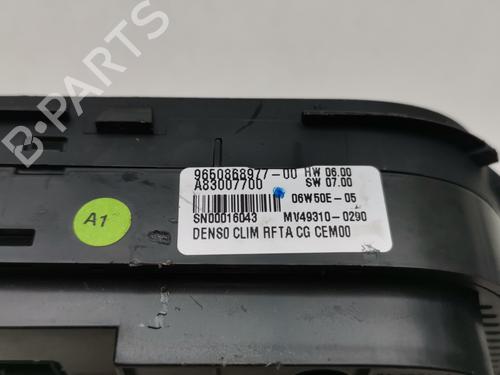 B-PARTS
9650868977-00 HW 06.00
A83007700 SW 07.00
06W50E-05
SN00016043 MV49310-0290
DENSO CLIM RFTA CG CEM00
A1